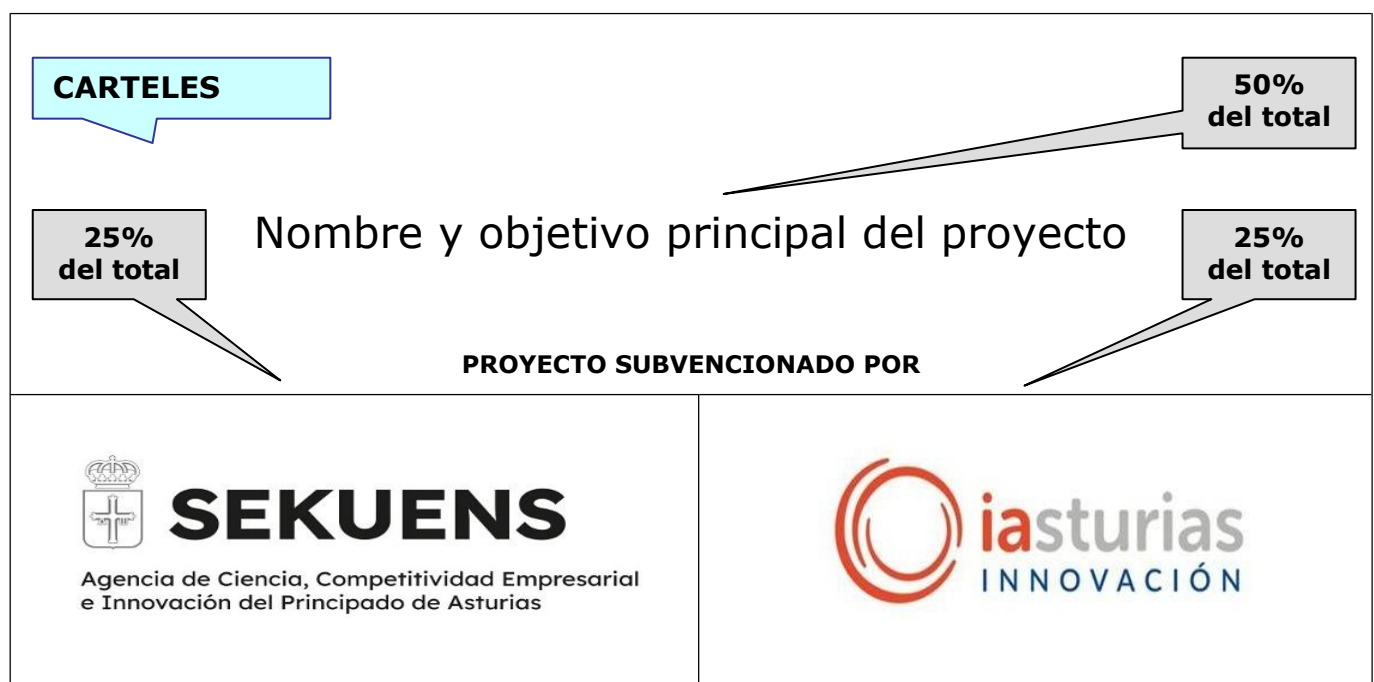 CARTELES
50%
del total
25%
del total
Nombre y objetivo principal del proyecto
25%
del total
PROYECTO SUBVENCIONADO POR
SEKUENS
Agencia de Ciencia, Competitividad Empresarial
e Innovación del Principado de Asturias
iasturias
INNOVACIÓN